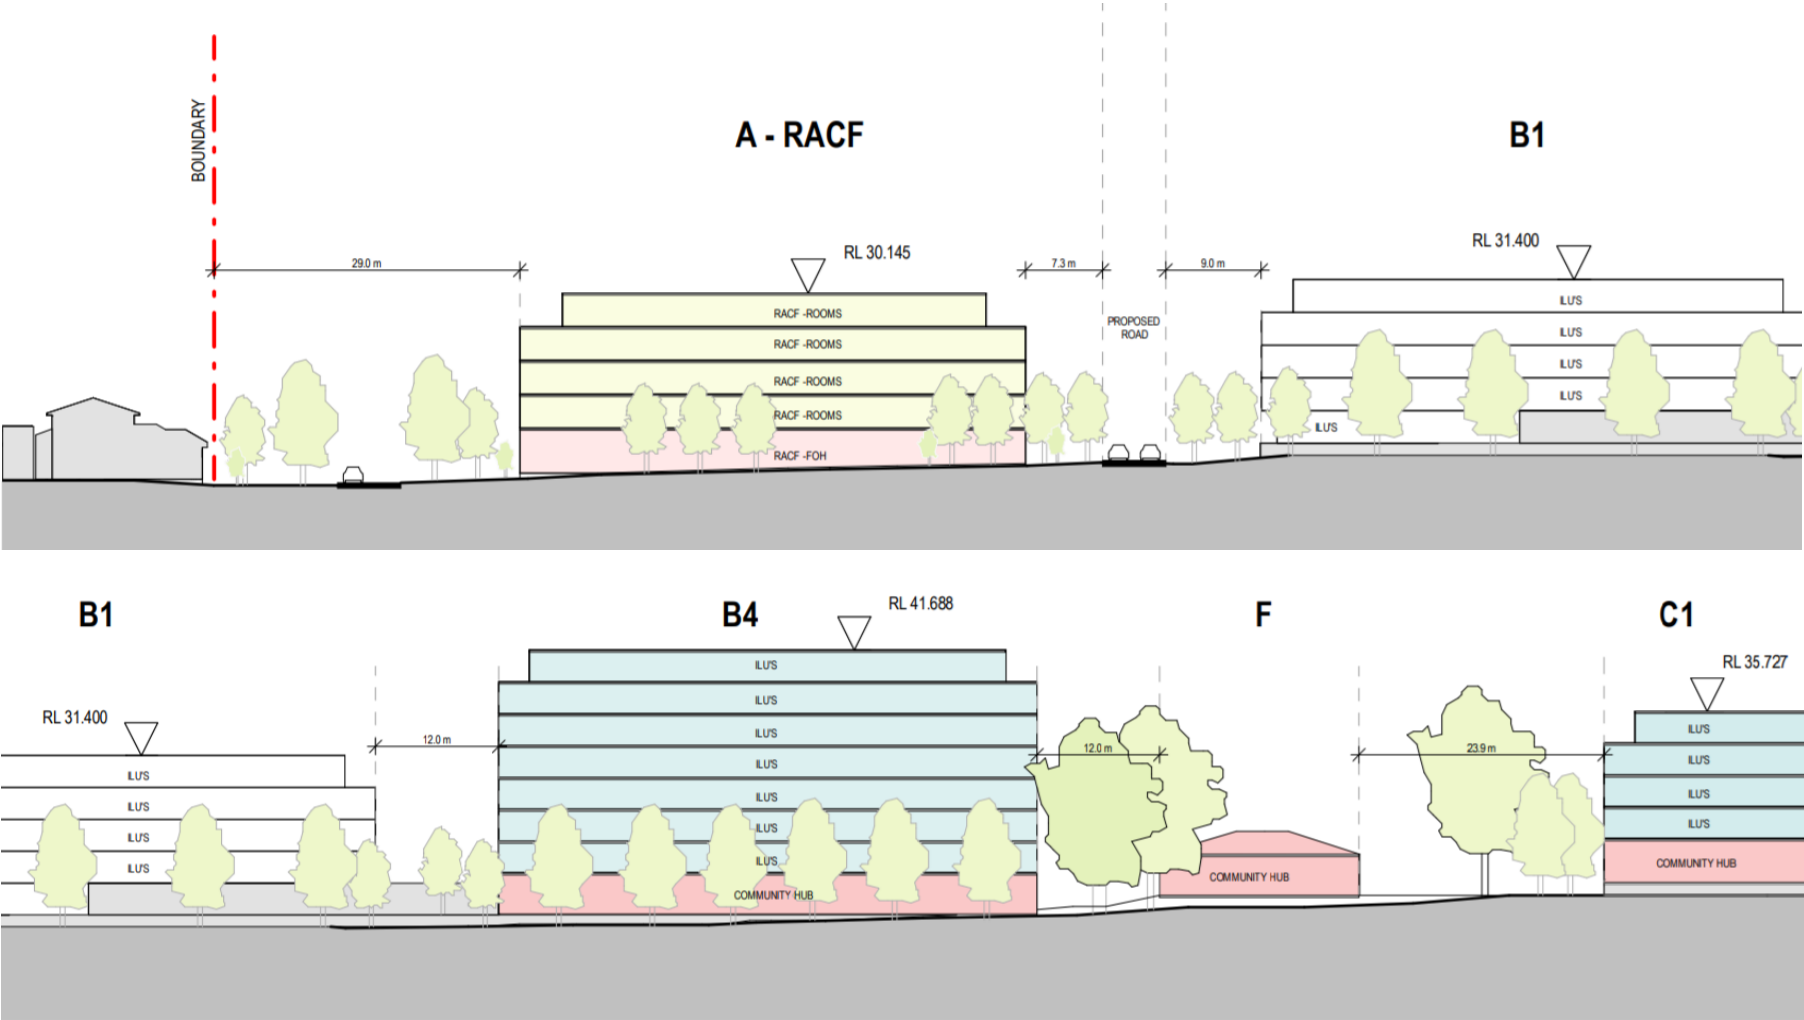 BOUNDARY
A - RACF
B1
RL 30.145
RL 31.400
29.0 m
7.3 m
9.0 m
PROPOSED
ROAD
RACF -ROOMS
RACF -ROOMS
RACF -ROOMS
RACF -ROOMS
RACF -FOH
ILU'S
ILU'S
ILU'S
ILU'S
ILU'S
B1
B4
F
C1
RL 41.688
RL 35.727
RL 31.400
12.0 m
12.0 m
23.9 m
ILU'S
ILU'S
ILU'S
ILU'S
ILU'S
ILU'S
ILU'S
ILU'S
ILU'S
ILU'S
ILU'S
COMMUNITY HUB
COMMUNITY HUB
ILU'S
ILU'S
ILU'S
ILU'S
COMMUNITY HUB